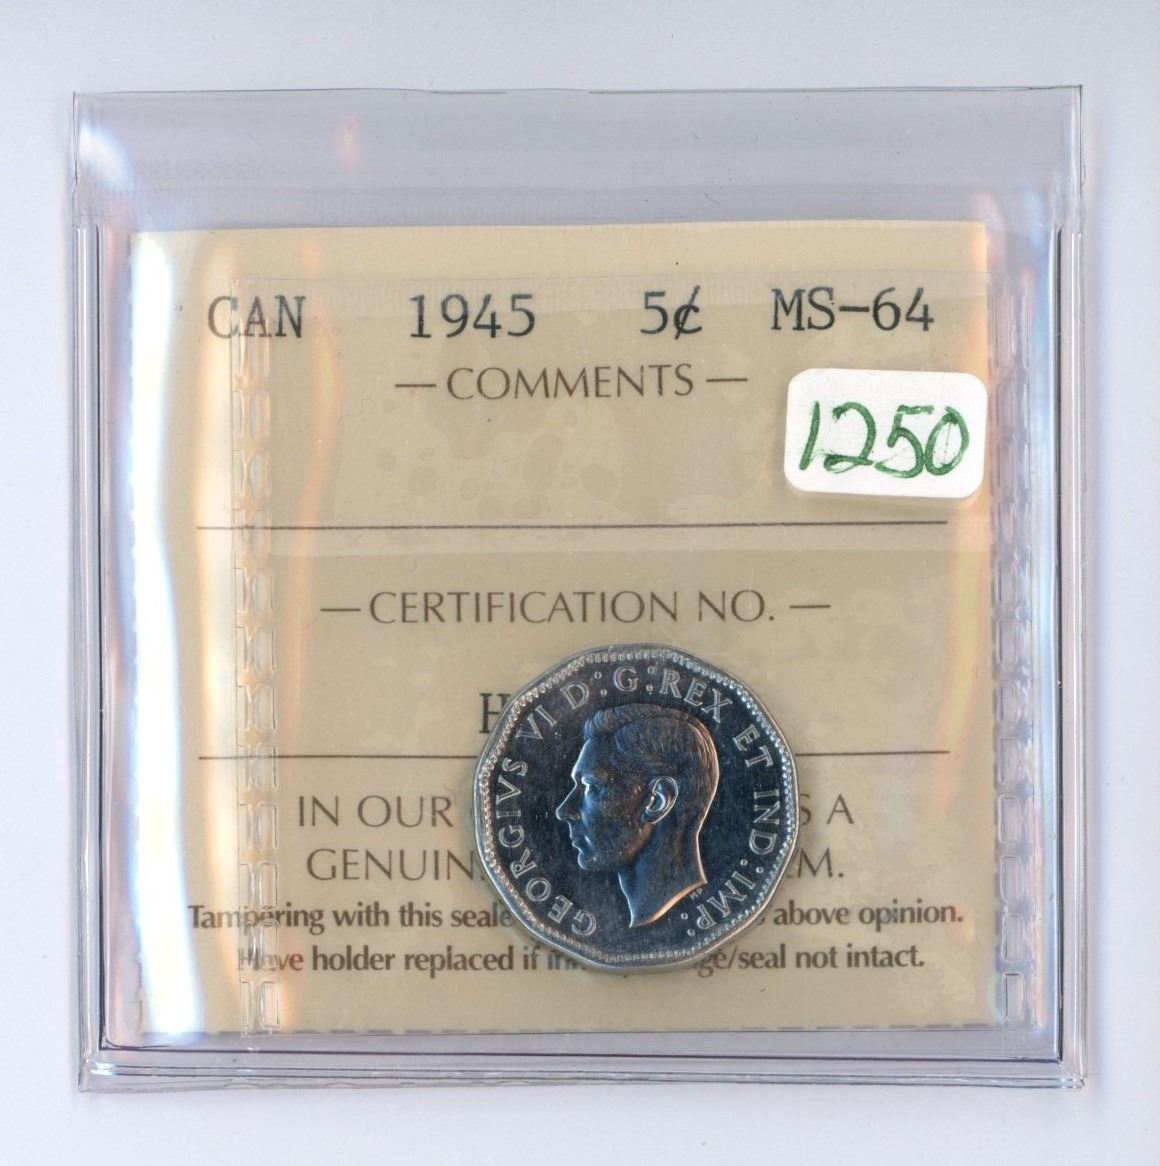 CAN 1945 5¢ MS-64
— COMMENTS —
1250
— CERTIFICATION NO. —
H
GEORGIVS VI D:G:REX ET IND:IMP:
HP
IN OUR S A
GENUIN M.
Tampering with this seale above opinion.
Have holder replaced if ge/seal not intact.